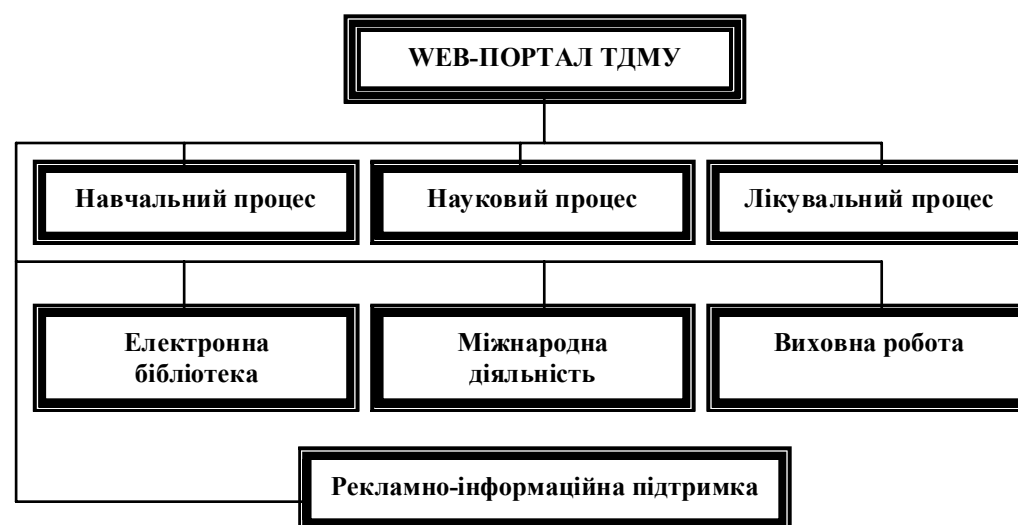 WEB-ПОРТАЛ ТДМУ
Навчальний процес
Науковий процес
Лікувальний процес
Електронна
бібліотека
Міжнародна
діяльність
Виховна робота
Рекламно-інформаційна підтримка